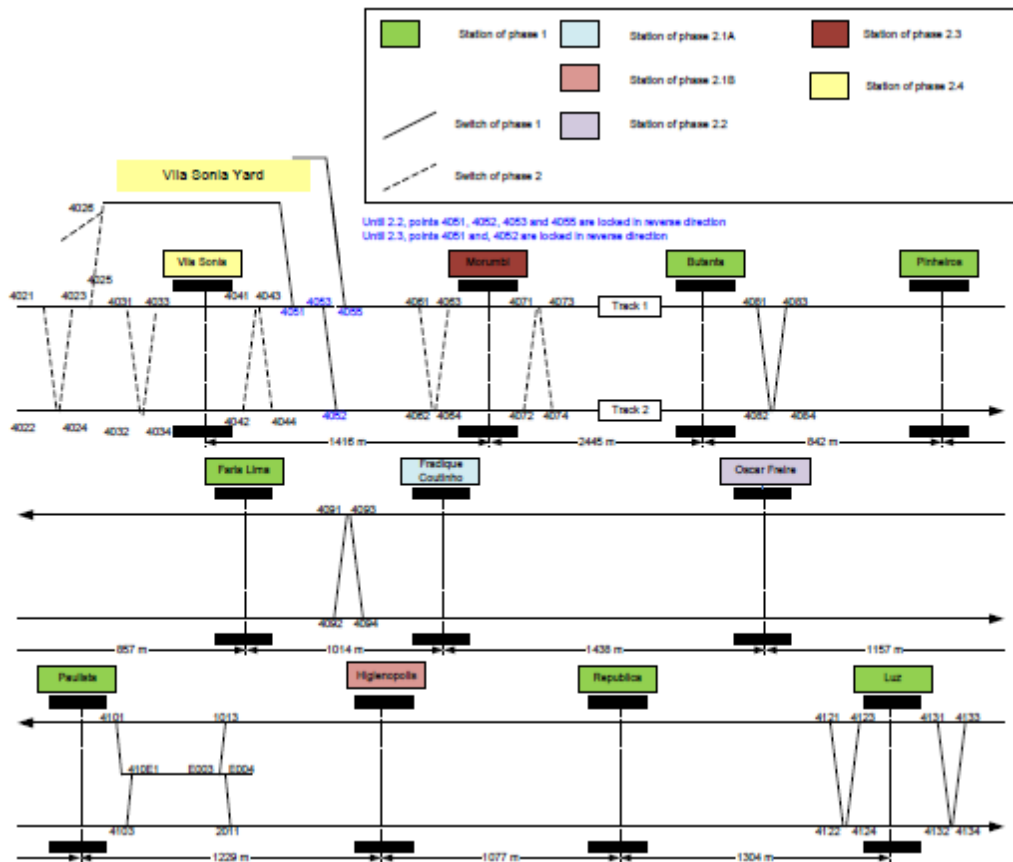 Station of phase 1
Station of phase 2.1A
Station of phase 2.3
Station of phase 2.1B
Station of phase 2.4
Switch of phase 1
Station of phase 2.2
Switch of phase 2
Vila Sonia Yard
Until 2.2, points 4051, 4052, 4053 and 4055 are locked in reverse direction
Until 2.3, points 4051 and, 4052 are locked in reverse direction
4026
4025
Vila Sonia
Morumbi
Butanta
Pinheiros
4021
4023
4031
4033
4041
4043
4051
4053
4055
4061
4063
4071
4073
Track 1
4081
4083
4022
4024
4032
4034
4042
4044
4052
4062
4064
4072
4074
Track 2
4082
4084
1416 m
2445 m
842 m
Faria Lima
Fradique
Coutinho
Oscar Freire
4091
4093
4092
4094
857 m
1014 m
1438 m
1157 m
Paulista
Higienopolis
Republica
Luz
4101
1013
4121
4123
4131
4133
410E1
E003
E004
4103
2011
4122
4124
4132
4134
1229 m
1077 m
1304 m